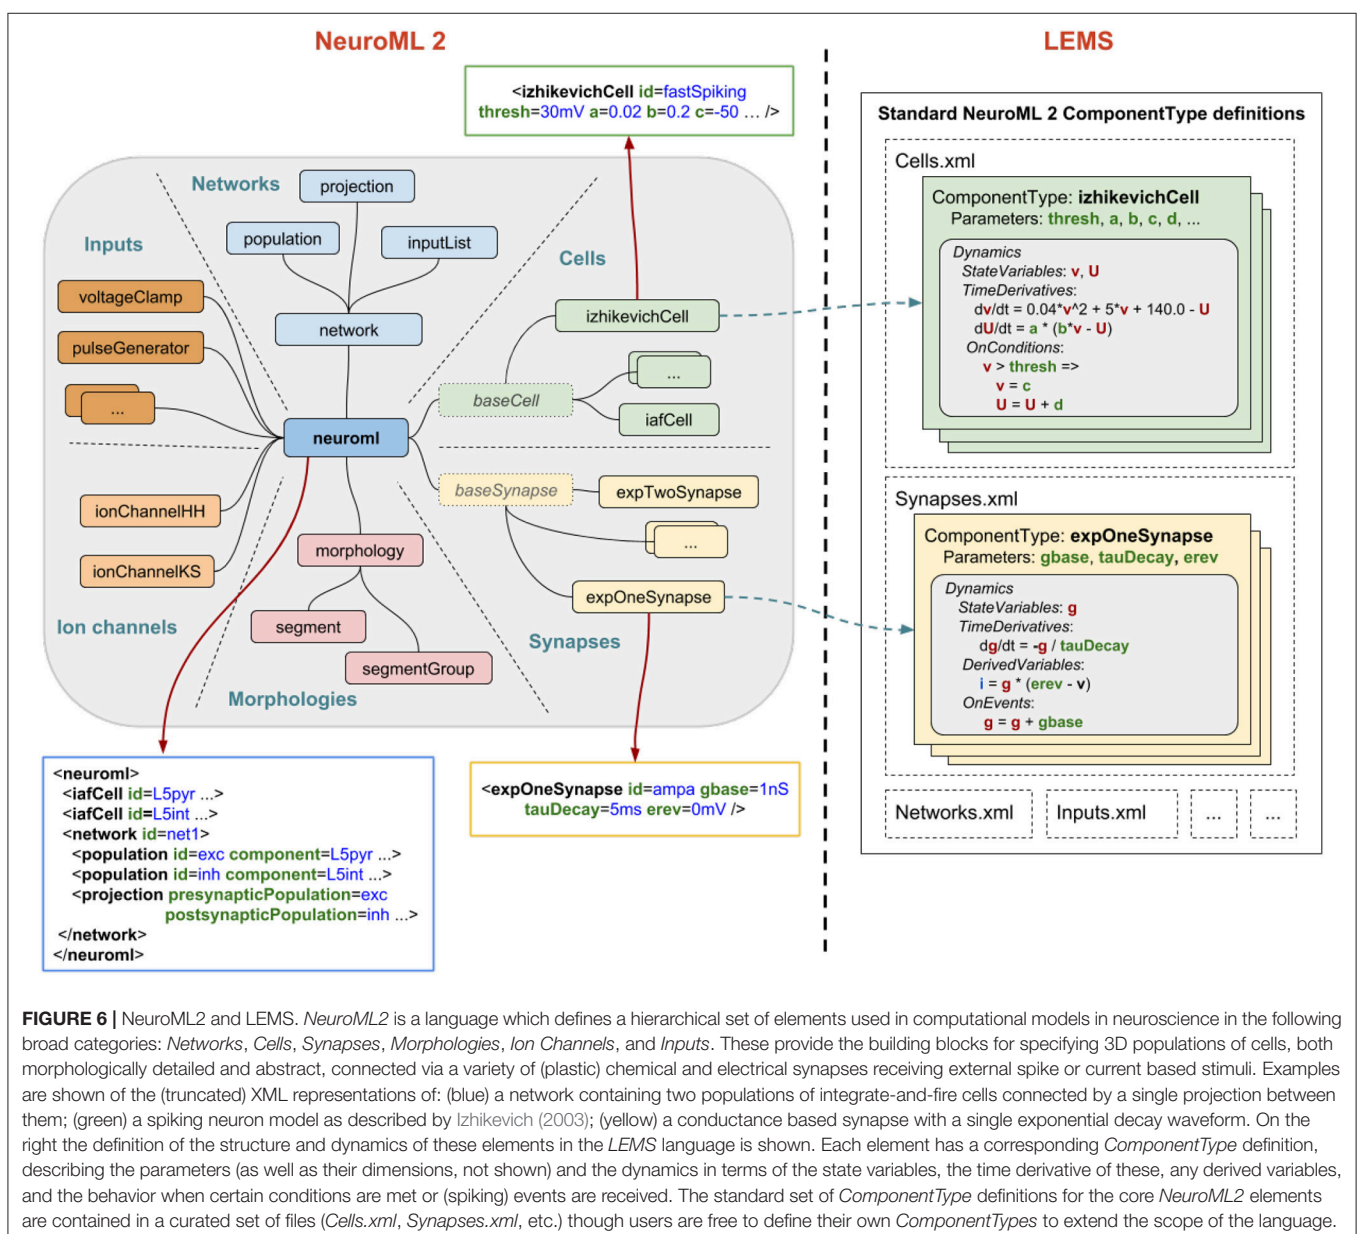 NeuroML 2
LEMS
<izhikevichCell id=fastSpiking
thresh=30mV a=0.02 b=0.2 c=-50 ... />
Networks
projection
population
inputList
network
Inputs
voltageClamp
pulseGenerator
...
Cells
izhikevichCell
...
baseCell
iafCell
neuroml
baseSynapse
expTwoSynapse
...
expOneSynapse
Synapses
ionChannelHH
ionChannelKS
Ion channels
morphology
segment
segmentGroup
Morphologies
<neuroml>
<iafCell id=L5pyr ...>
<iafCell id=L5int ...>
<network id=net1>
<population id=exc component=L5pyr ...>
<population id=inh component=L5int ...>
<projection presynapticPopulation=exc
postsynapticPopulation=inh ...>
</network>
</neuroml>
<expOneSynapse id=ampa gbase=1nS
tauDecay=5ms erev=0mV />
Standard NeuroML 2 ComponentType definitions
Cells.xml
ComponentType: izhikevichCell
Parameters: thresh, a, b, c, d, ...
Dynamics
StateVariables: v, U
TimeDerivatives:
dv/dt = 0.04*v^2 + 5*v + 140.0 - U
dU/dt = a * (b*v - U)
OnConditions:
v > thresh =>
v = c
U = U + d
Synapses.xml
ComponentType: expOneSynapse
Parameters: gbase, tauDecay, erev
Dynamics
StateVariables: g
TimeDerivatives:
dg/dt = -g / tauDecay
DerivedVariables:
i = g * (erev - v)
OnEvents:
g = g + gbase
Networks.xml
Inputs.xml
...
...
FIGURE 6 | NeuroML2 and LEMS. NeuroML2 is a language which defines a hierarchical set of elements used in computational models in neuroscience in the following
broad categories: Networks, Cells, Synapses, Morphologies, Ion Channels, and Inputs. These provide the building blocks for specifying 3D populations of cells, both
morphologically detailed and abstract, connected via a variety of (plastic) chemical and electrical synapses receiving external spike or current based stimuli. Examples
are shown of the (truncated) XML representations of: (blue) a network containing two populations of integrate-and-fire cells connected by a single projection between
them; (green) a spiking neuron model as described by Izhikevich (2003); (yellow) a conductance based synapse with a single exponential decay waveform. On the
right the definition of the structure and dynamics of these elements in the LEMS language is shown. Each element has a corresponding ComponentType definition,
describing the parameters (as well as their dimensions, not shown) and the dynamics in terms of the state variables, the time derivative of these, any derived variables,
and the behavior when certain conditions are met or (spiking) events are received. The standard set of ComponentType definitions for the core NeuroML2 elements
are contained in a curated set of files (Cells.xml, Synapses.xml, etc.) though users are free to define their own ComponentTypes to extend the scope of the language.